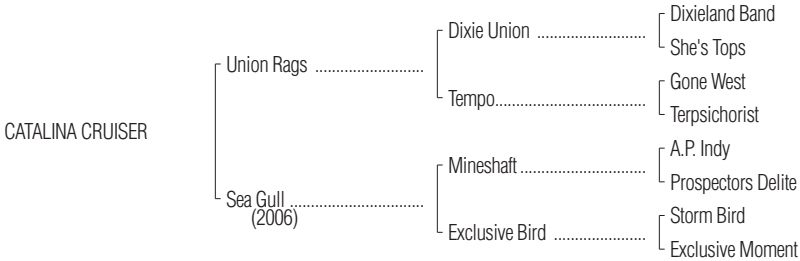 Dixieland Band
Dixie Union ..........................
She's Tops
Union Rags ..........................
Gone West
Tempo....................................
Terpsichorist
CATALINA CRUISER
A.P. Indy
Mineshaft ..............................
Prospectors Delite
Sea Gull ................................
(2006)
Storm Bird
Exclusive Bird ......................
Exclusive Moment